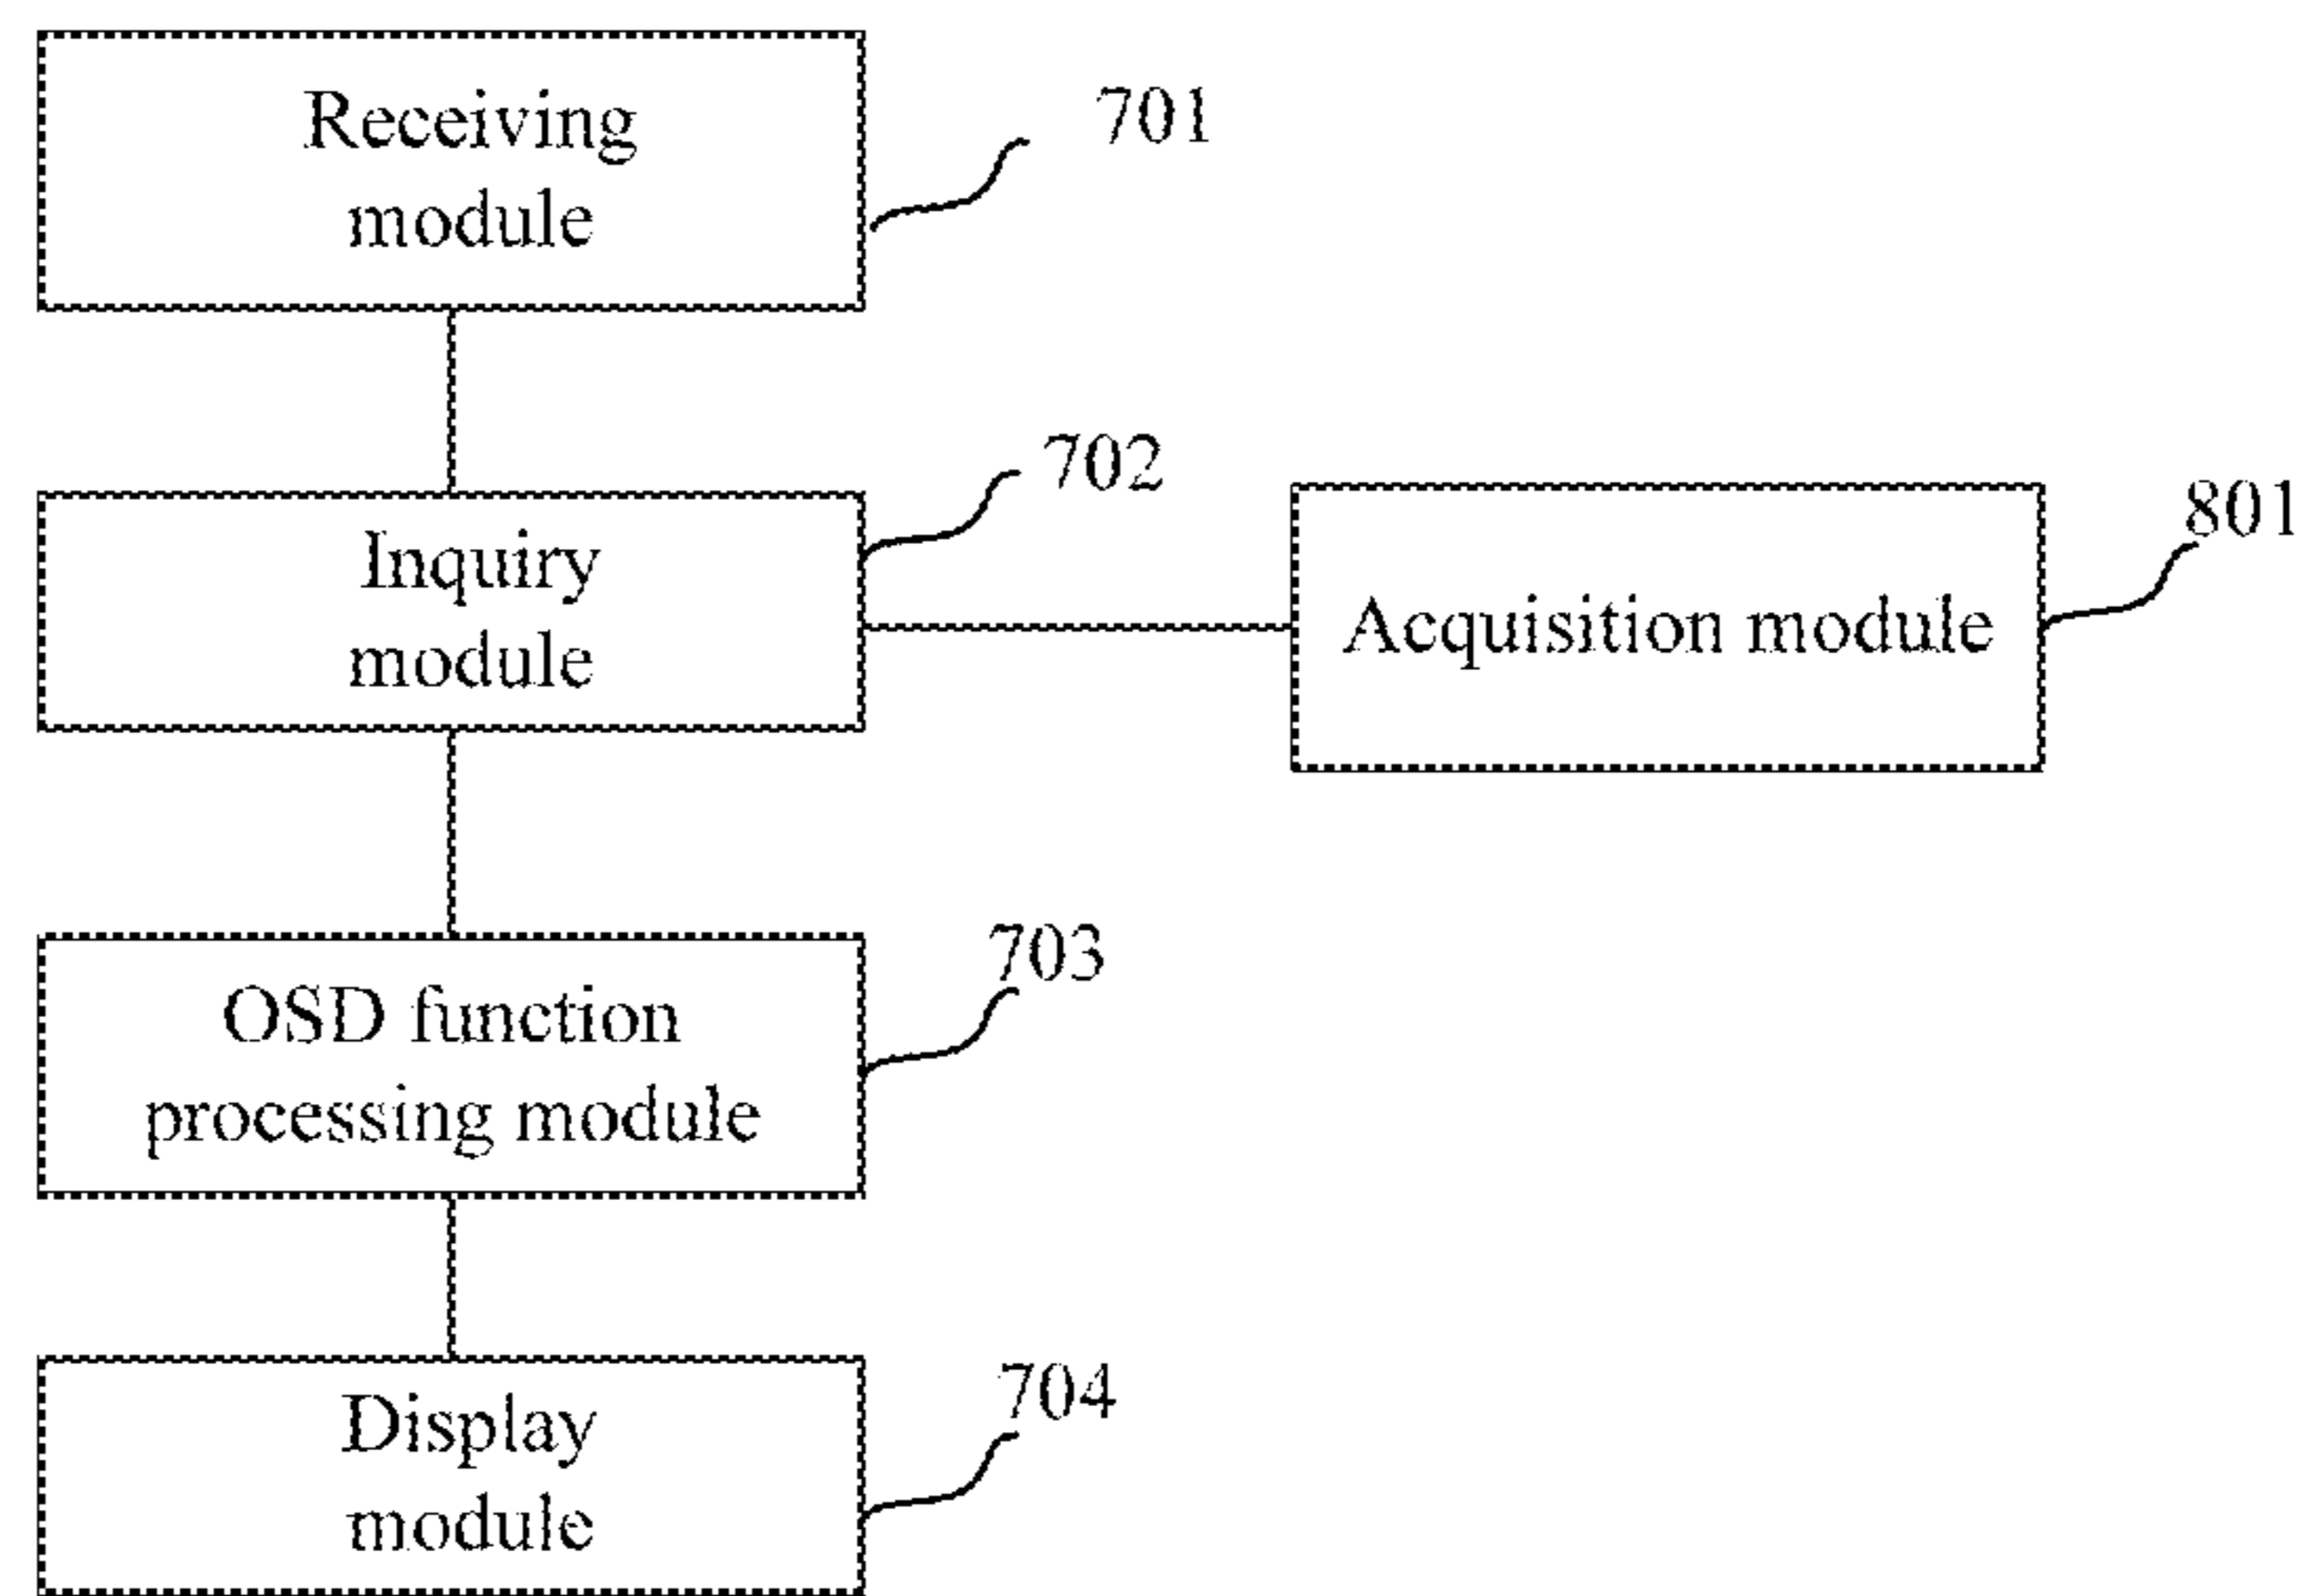 Receiving
module
701
Inquiry
module
702
Acquisition module
801
OSD function
processing module
703
Display
module
704